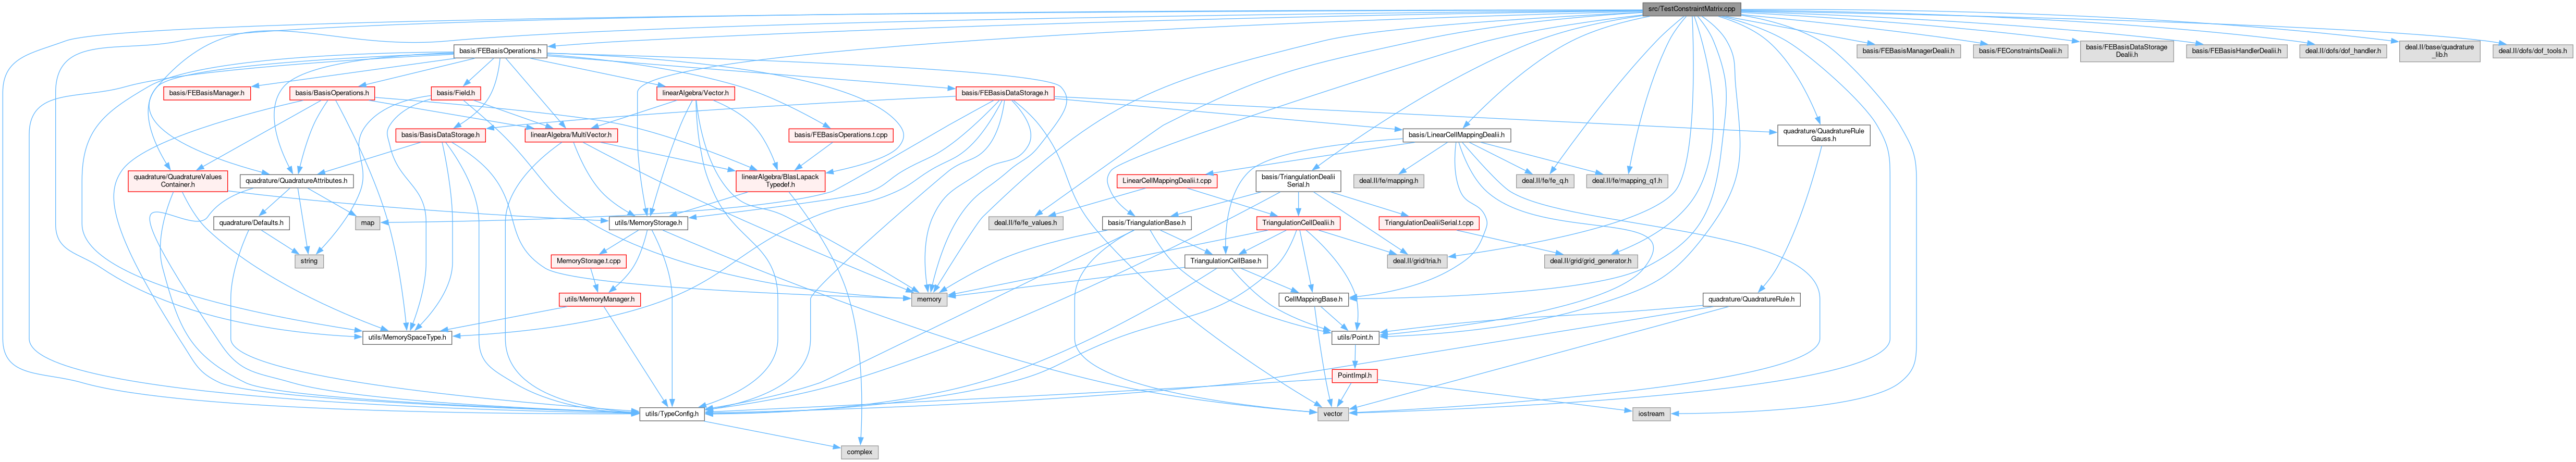 src/TestConstraintMatrix.cpp
basis/FEBasisOperations.h
basis/FEBasisManagerDealii.h
basis/FEConstraintsDealii.h
basis/FEBasisDataStorage
Dealii.h
basis/FEBasisHandlerDealii.h
deal.II/dofs/dof_handler.h
deal.II/base/quadrature
_lib.h
deal.II/dofs/dof_tools.h
basis/FEBasisManager.h
basis/BasisOperations.h
basis/Field.h
linearAlgebra/Vector.h
basis/FEBasisDataStorage.h
basis/BasisDataStorage.h
linearAlgebra/MultiVector.h
basis/FEBasisOperations.t.cpp
basis/LinearCellMappingDealii.h
quadrature/QuadratureRule
Gauss.h
quadrature/QuadratureValues
Container.h
quadrature/QuadratureAttributes.h
linearAlgebra/BlasLapack
Typedef.h
LinearCellMappingDealii.t.cpp
basis/TriangulationDealii
Serial.h
deal.II/fe/mapping.h
deal.II/fe/fe_q.h
deal.II/fe/mapping_q1.h
quadrature/Defaults.h
map
utils/MemoryStorage.h
deal.II/fe/fe_values.h
basis/TriangulationBase.h
TriangulationCellDealii.h
TriangulationDealiiSerial.t.cpp
string
MemoryStorage.t.cpp
TriangulationCellBase.h
deal.II/grid/tria.h
deal.II/grid/grid_generator.h
utils/MemoryManager.h
memory
CellMappingBase.h
quadrature/QuadratureRule.h
utils/MemorySpaceType.h
utils/Point.h
PointImpl.h
utils/TypeConfig.h
vector
iostream
complex